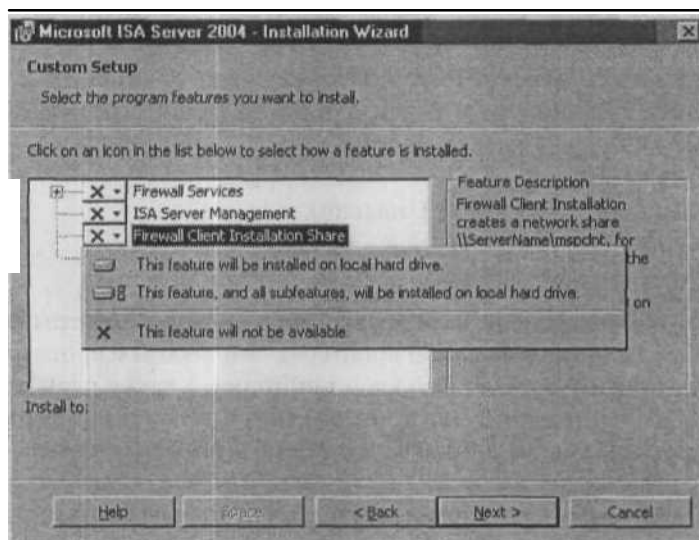 Microsoft ISA Server 2004 - Installation Wizard
Custom Setup
Select the program features you want to install.
Click on an icon in the list below to select how a feature is installed.
Firewall Services
ISA Server Management
Firewall Client Installation Share
This feature will be installed on local hard drive.
This feature, and all subfeatures, will be installed on local hard drive.
This feature will not be available.
Feature Description
Firewall Client Installation
creates a network share
\\ServerName\mspclnt, for
the
on
Install to:
Help
Space
< Back
Next >
Cancel